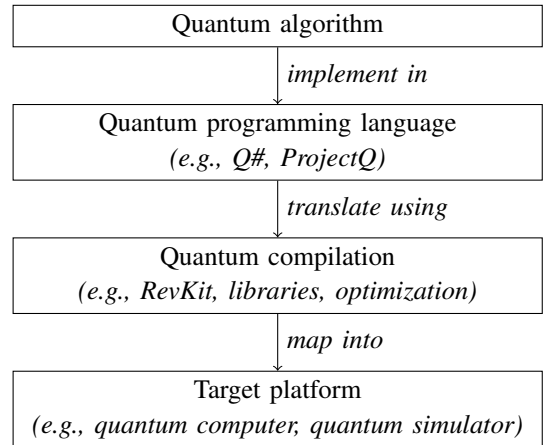 Quantum algorithm
implement in
Quantum programming language
(e.g., Q#, ProjectQ)
translate using
Quantum compilation
(e.g., RevKit, libraries, optimization)
map into
Target platform
(e.g., quantum computer, quantum simulator)